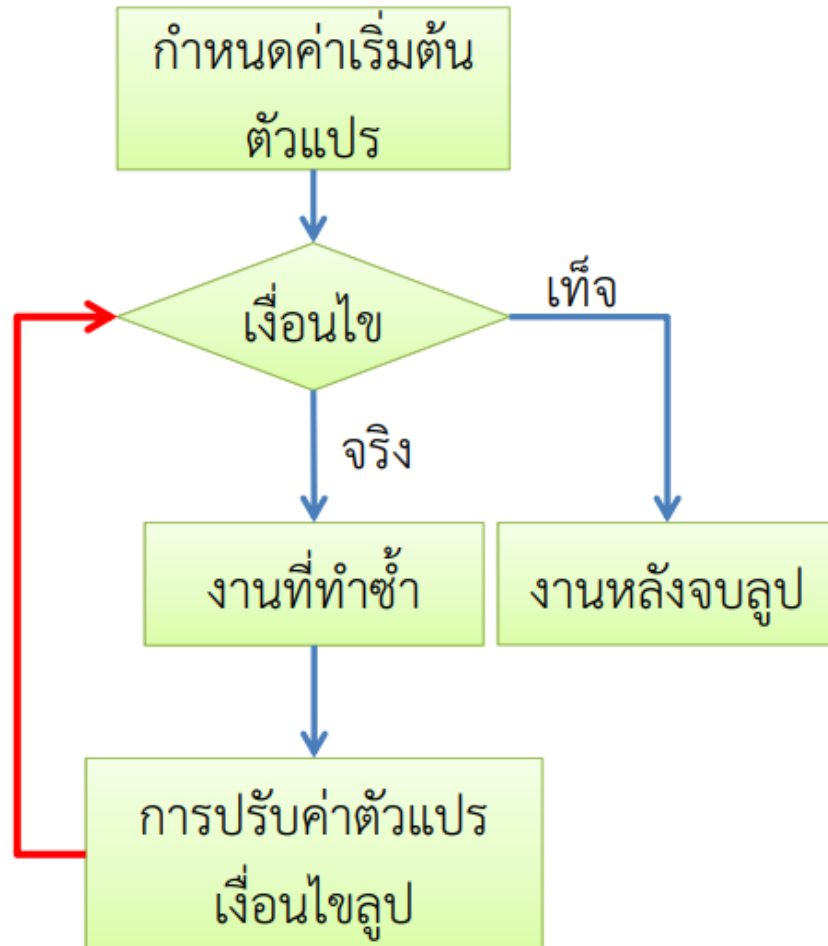 กำหนดค่าเริ่มต้น
ตัวแปร
เงื่อนไข
เท็จ
จริง
งานที่ทำซ้ำ
งานหลังจบลูป
การปรับค่าตัวแปร
เงื่อนไขลูป